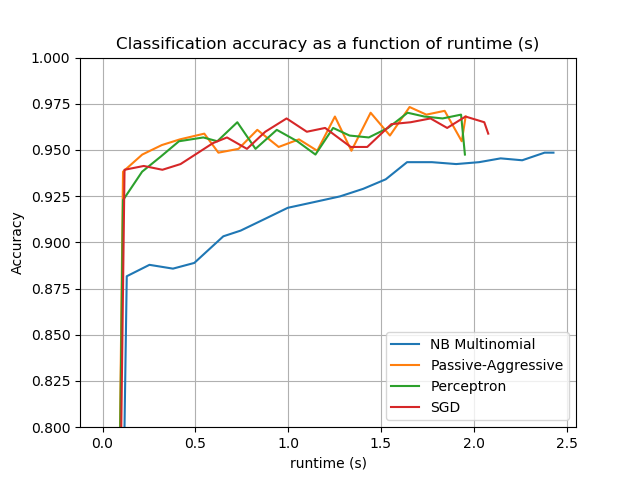 Classification accuracy as a function of runtime (s)
1.000
0.975
0.950
0.925
0.900
0.875
0.850
0.825
0.800
Accuracy
NB Multinomial
Passive-Aggressive
Perceptron
SGD
0.0 0.5 1.0 1.5 2.0 2.5
runtime (s)